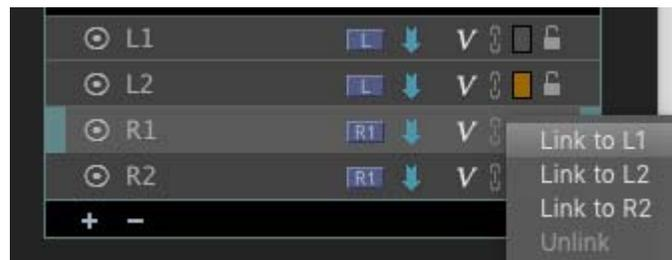 L1 L V
L2 L V
R1 R1 V
R2 R1 V
+ −
Link to L1
Link to L2
Link to R2
Unlink